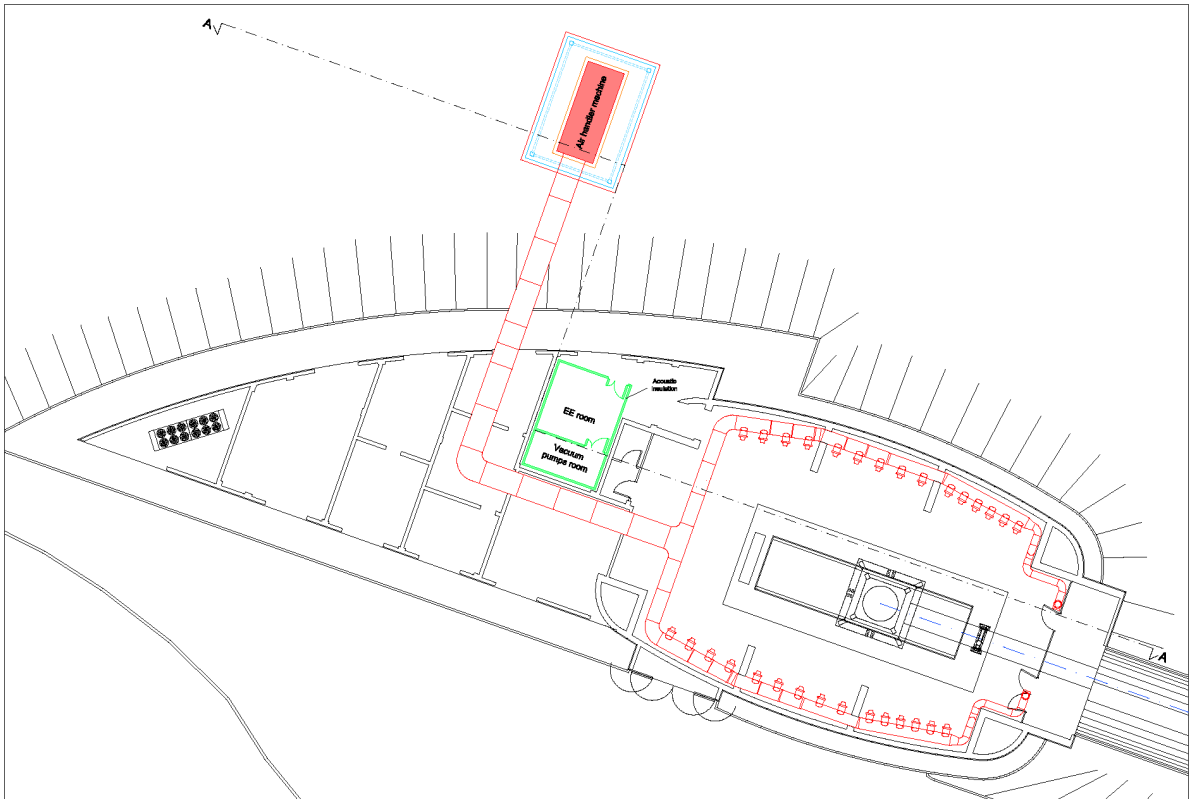 A
Air handler machine
Acoustic
insulation
EE room
Vacuum
pumps room
A